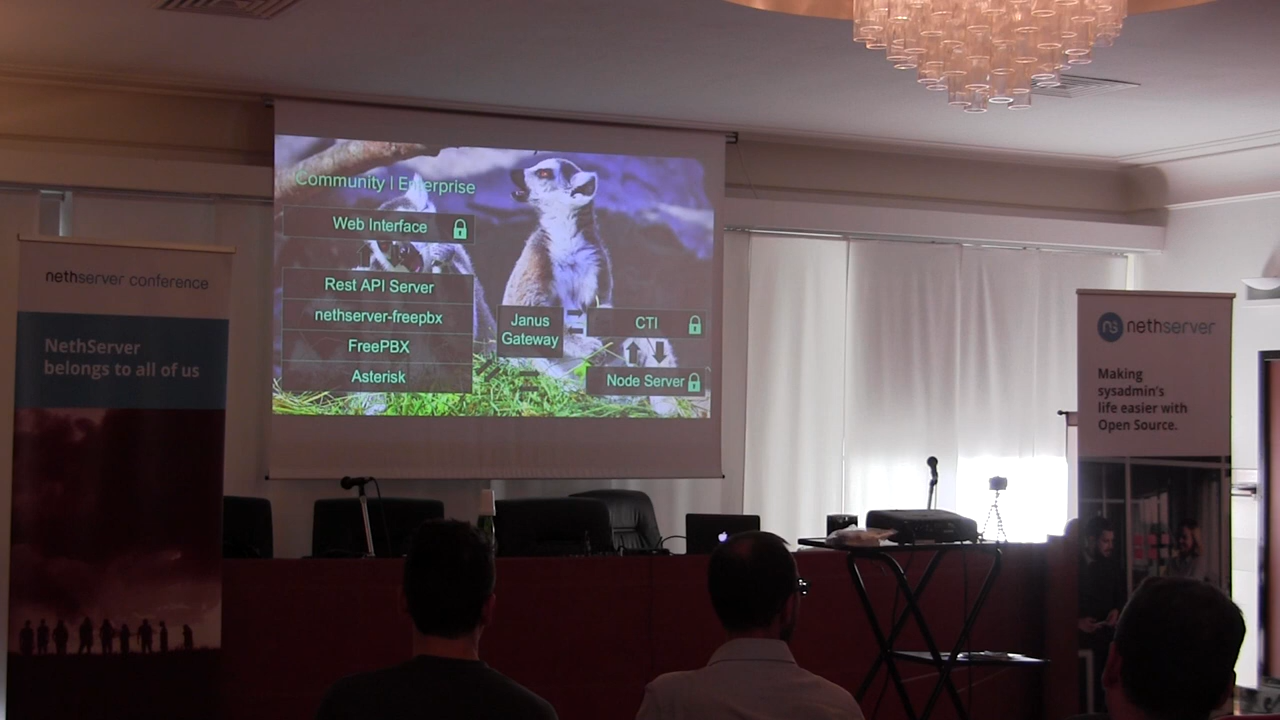 nethserver conference
NetHServer
belongs to all of us
Community | Enterprise
Web Interface
Rest API Server
nethserver-freepbx
FreePBX
Asterisk
Janus
Gateway
CTI
Node Server
ns nethserver
Making
sysadmin's
life easier with
Open Source.